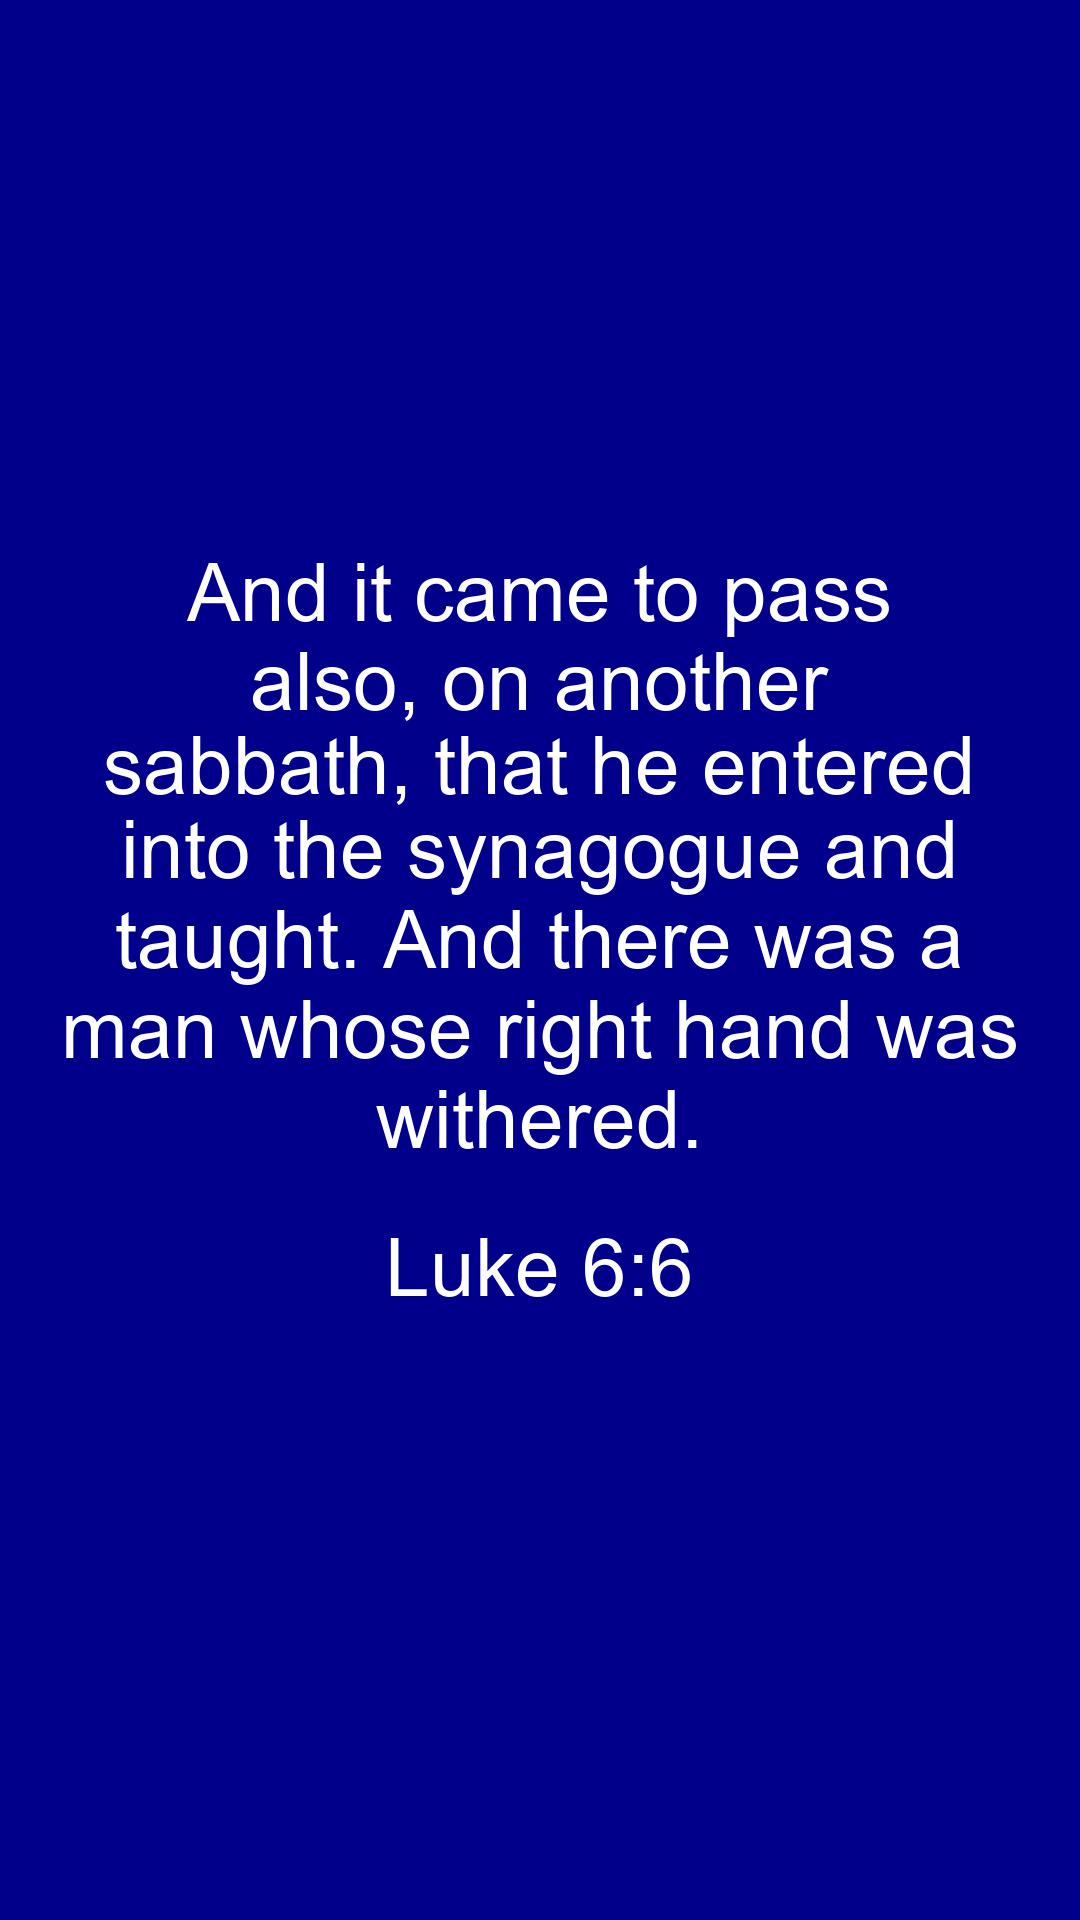 And it came to pass
also, on another
sabbath, that he entered
into the synagogue and
taught. And there was a
man whose right hand was
withered.
Luke 6:6